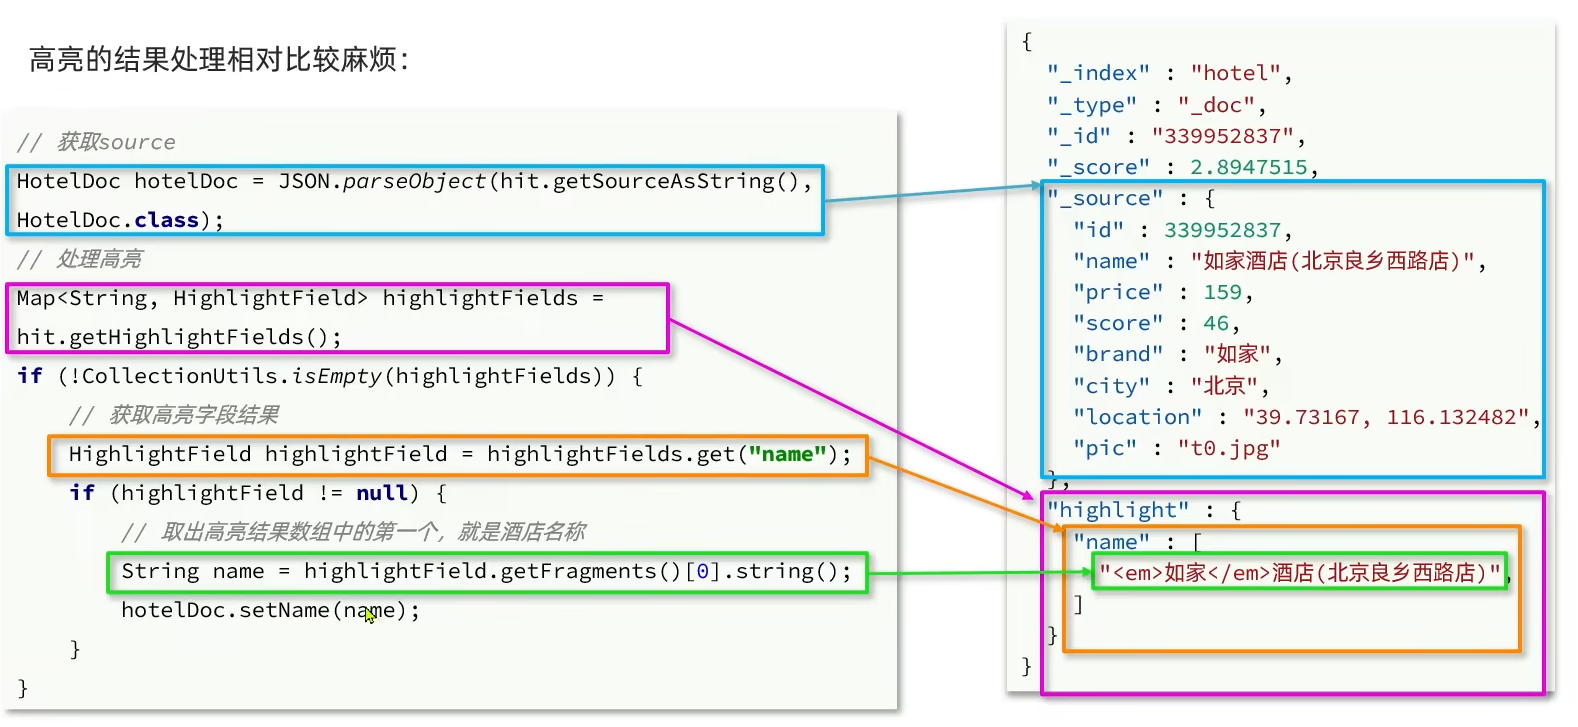 高亮的结果处理相对比较麻烦：
// 获取source
HotelDoc hotelDoc = JSON.parseObject(hit.getSourceAsString(),
HotelDoc.class);
// 处理高亮
Map<String, HighlightField> highlightFields =
hit.getHighlightFields();
if (!CollectionUtils.isEmpty(highlightFields)) {
    // 获取高亮字段结果
    HighlightField highlightField = highlightFields.get("name");
    if (highlightField != null) {
        // 取出高亮结果数组中的第一个，就是酒店名称
        String name = highlightField.getFragments()[0].string();
        hotelDoc.setName(name);
    }
}
{
  "_index" : "hotel",
  "_type" : "_doc",
  "_id" : "339952837",
  "_score" : 2.8947515,
  "_source" : {
    "id" : 339952837,
    "name" : "如家酒店(北京良乡西路店)",
    "price" : 159,
    "score" : 46,
    "brand" : "如家",
    "city" : "北京",
    "location" : "39.73167, 116.132482",
    "pic" : "t0.jpg"
  },
  "highlight" : {
    "name" : [
      "<em>如家</em>酒店(北京良乡西路店)",
    ]
  }
}